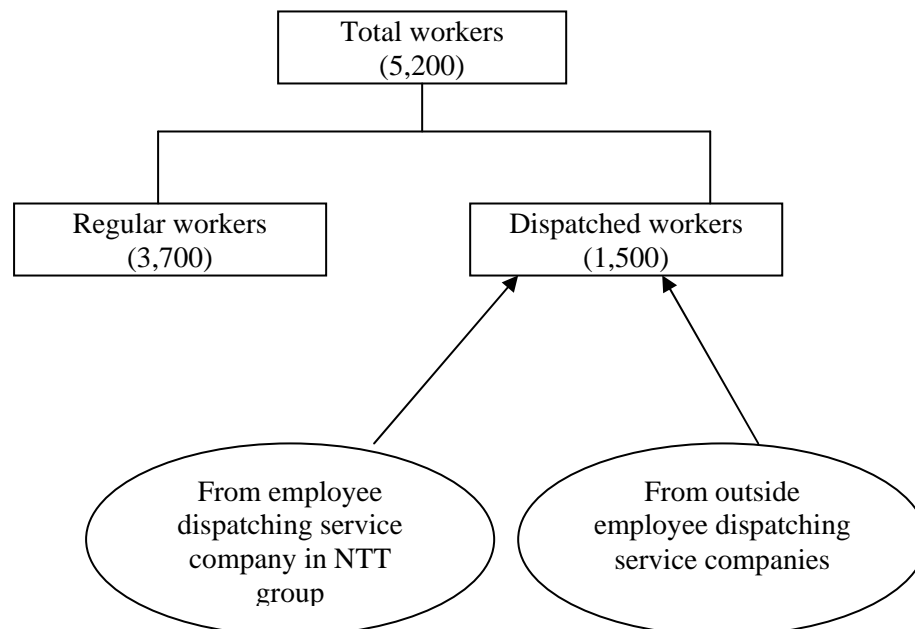 Total workers
(5,200)
Regular workers
(3,700)
Dispatched workers
(1,500)
From employee
dispatching service
company in NTT
group
From outside
employee dispatching
service companies